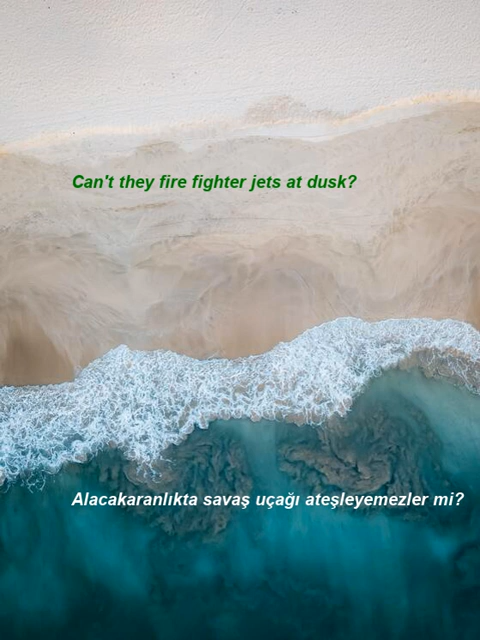 Can't they fire fighter jets at dusk?
Alacakaranlıkta savaş uçağı ateşleyemezler mi?